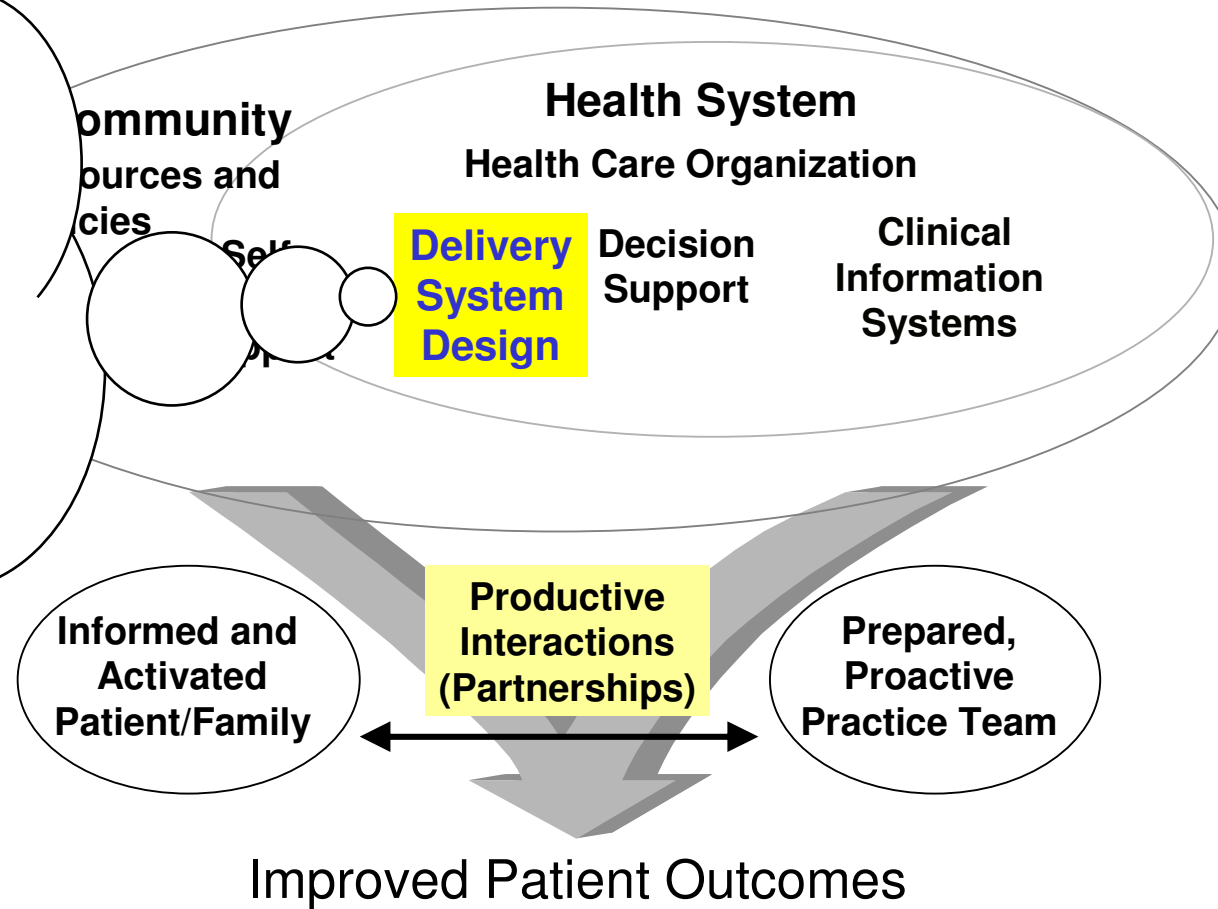 ommunity
ources and
cies
Health System
Health Care Organization
Self
Delivery
System
Design
Decision
Support
Clinical
Information
Systems
Productive
Interactions
(Partnerships)
Informed and
Activated
Patient/Family
Prepared,
Proactive
Practice Team
Improved Patient Outcomes